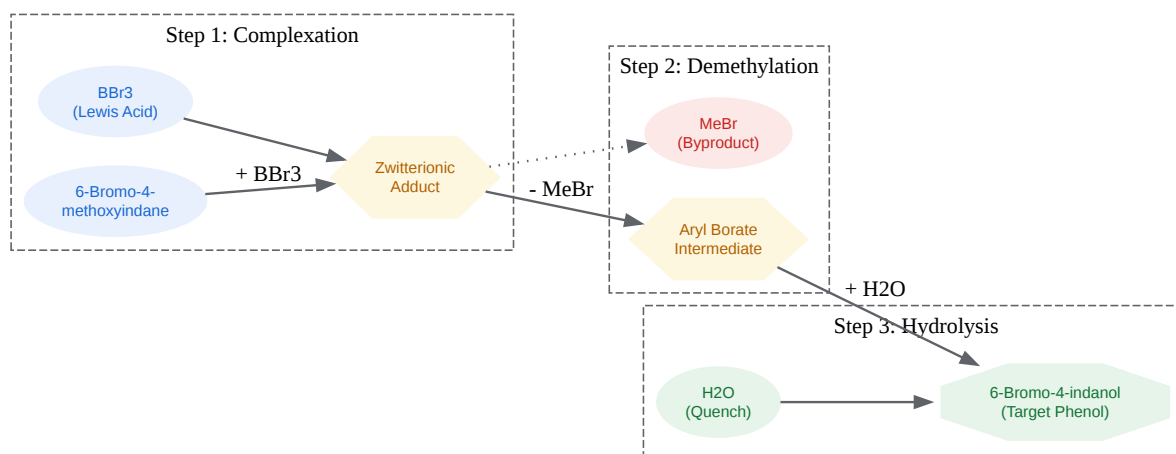 Step 1: Complexation
BBr3
(Lewis Acid)
6-Bromo-4-
methoxyindane
+ BBr3
Zwitterionic
Adduct
- MeBr
Step 2: Demethylation
MeBr
(Byproduct)
Aryl Borate
Intermediate
+ H2O
Step 3: Hydrolysis
H2O
(Quench)
6-Bromo-4-indanol
(Target Phenol)